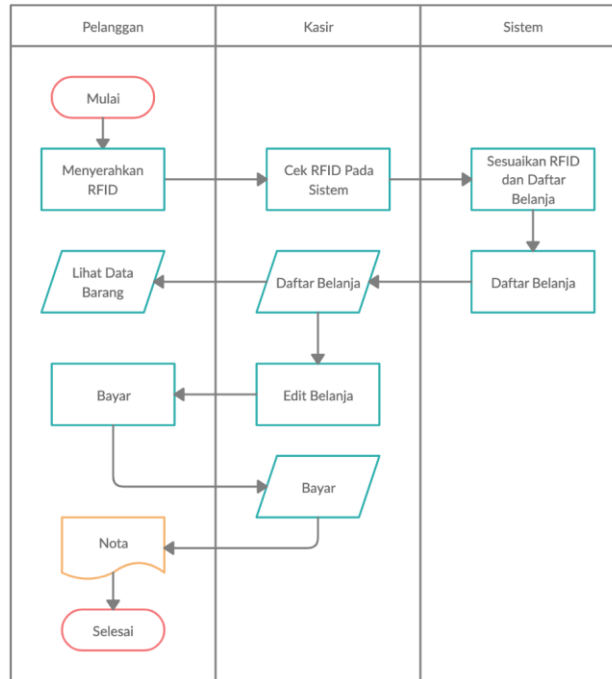 Pelanggan
Kasir
Sistem
Mulai
Menyerahkan
RFID
Cek RFID Pada
Sistem
Sesuaikan RFID
dan Daftar
Belanja
Lihat Data
Barang
Daftar Belanja
Daftar Belanja
Bayar
Edit Belanja
Bayar
Nota
Selesai